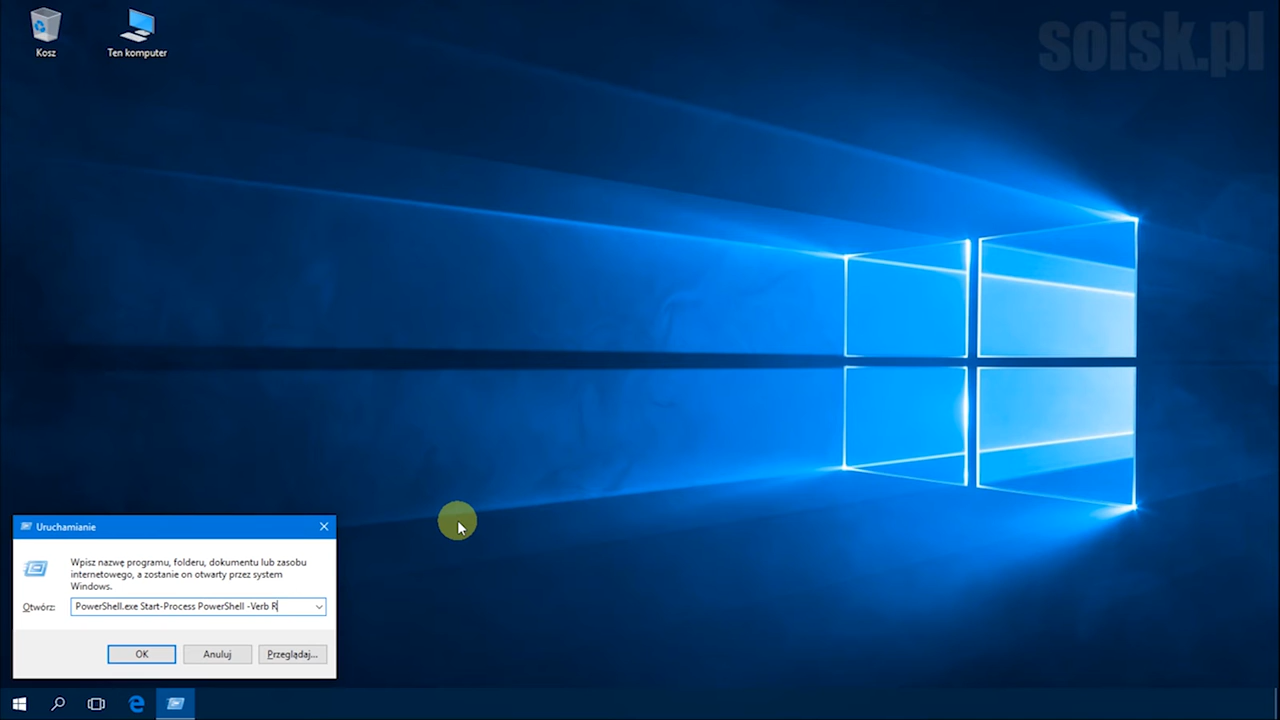 soisk.pl
Kosz
Ten komputer
Uruchamianie
Wpisz nazwę programu, folderu, dokumentu lub zasobu
internetowego, a zostanie on otwarty przez system
Windows.
Otwórz:
PowerShell.exe Start-Process PowerShell -Verb R
OK
Anuluj
Przeglądaj...